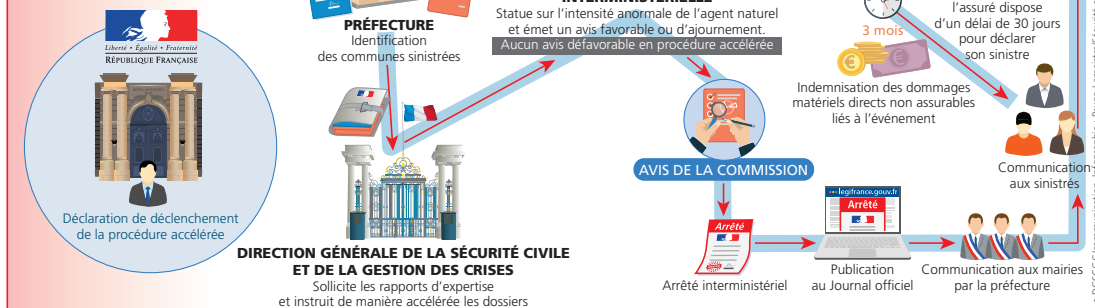 Liberté • Égalité • Fraternité
RÉPUBLIQUE FRANÇAISE
Déclaration de déclenchement
de la procédure accélérée
PRÉFECTURE
Identification
des communes sinistrées
DIRECTION GÉNÉRALE DE LA SÉCURITÉ CIVILE
ET DE LA GESTION DES CRISES
Sollicite les rapports d’expertise
et instruit de manière accélérée les dossiers
INTERMINISTÉRIELLE
Statue sur l’intensité anormale de l’agent naturel
et émet un avis favorable ou d’ajournement.
Aucun avis défavorable en procédure accélérée
AVIS DE LA COMMISSION
Arrêté
Arrêté interministériel
legifrance.gouv.fr
Arrêté
Publication
au Journal officiel
Communication aux mairies
par la préfecture
Communication
aux sinistrés
l’assuré dispose
d’un délai de 30 jours
pour déclarer
son sinistre
3 mois
Indemnisation des dommages
matériels directs non assurables
liés à l’événement